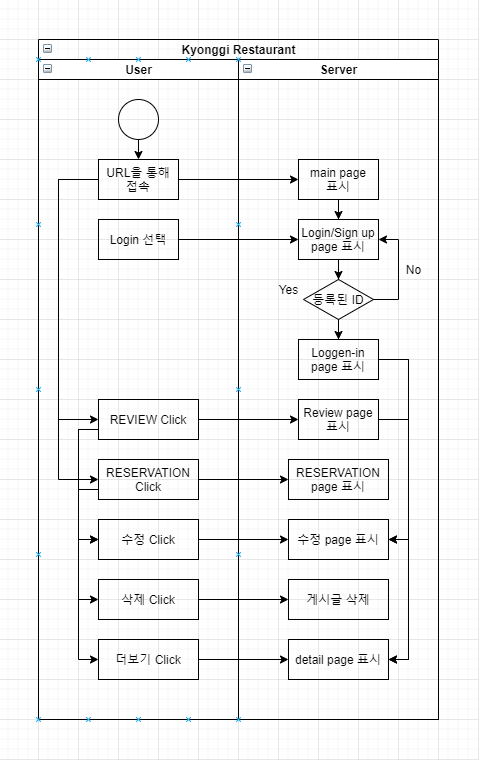 Kyonggi Restaurant
User
Server
URL을 통해
접속
main page
표시
Login 선택
Login/Sign up
page 표시
No
Yes
등록된 ID
Loggen-in
page 표시
REVIEW Click
Review page
표시
RESERVATION
Click
RESERVATION
page 표시
수정 Click
수정 page 표시
삭제 Click
게시글 삭제
더보기 Click
detail page 표시